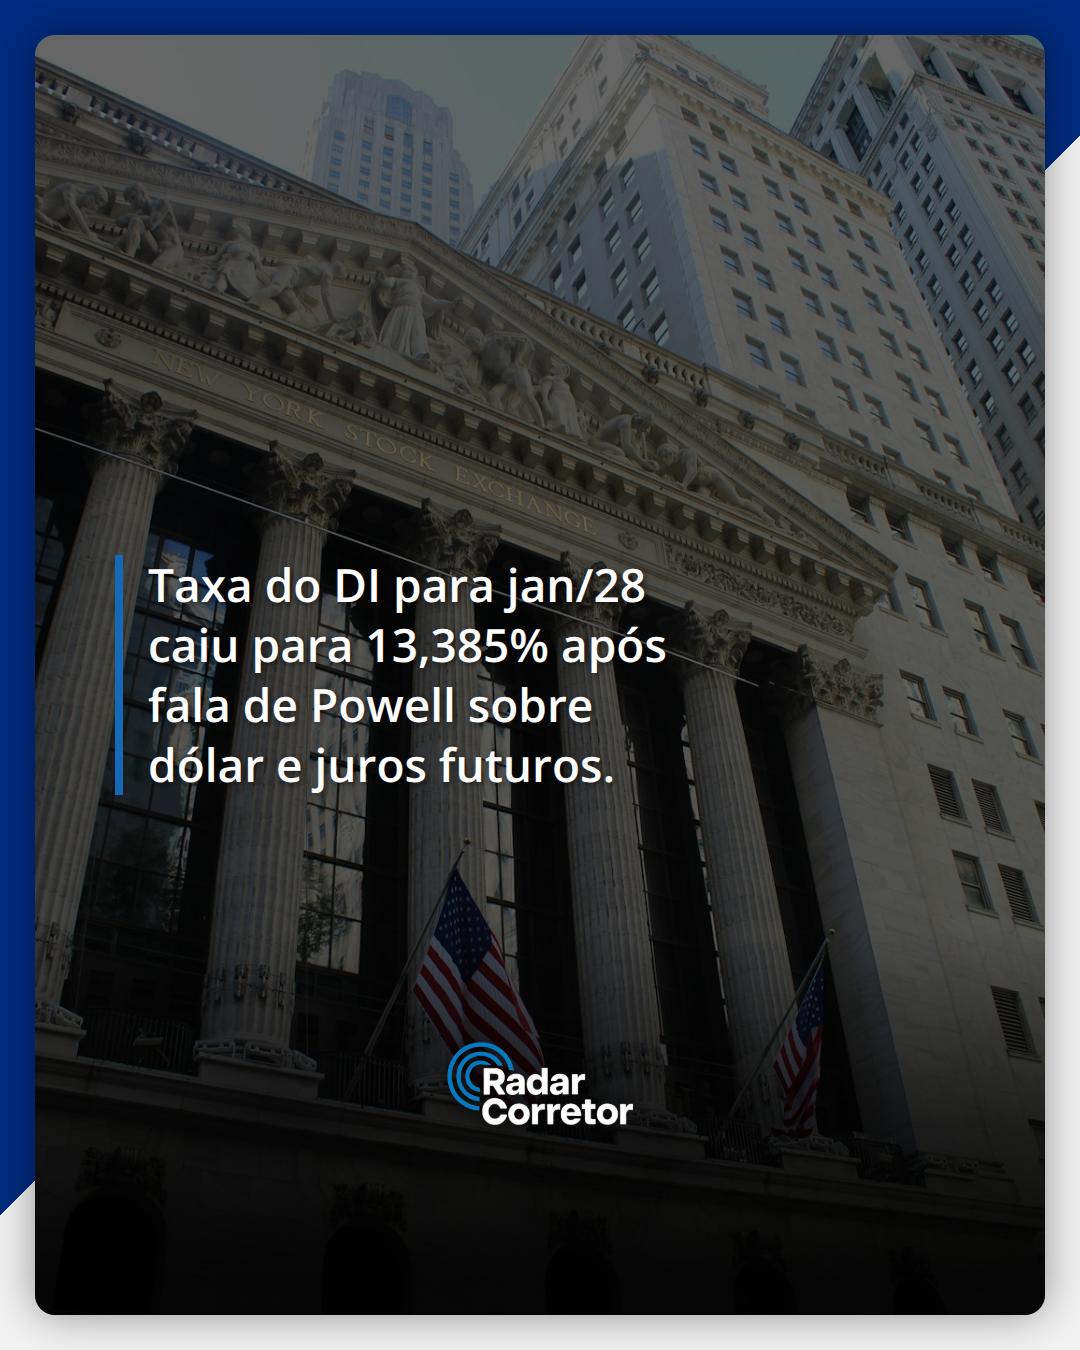 NEW YORK STOCK EXCHANGE
Taxa do DI para jan/28
caiu para 13,385% após
fala de Powell sobre
dólar e juros futuros.
Radar
Corretor